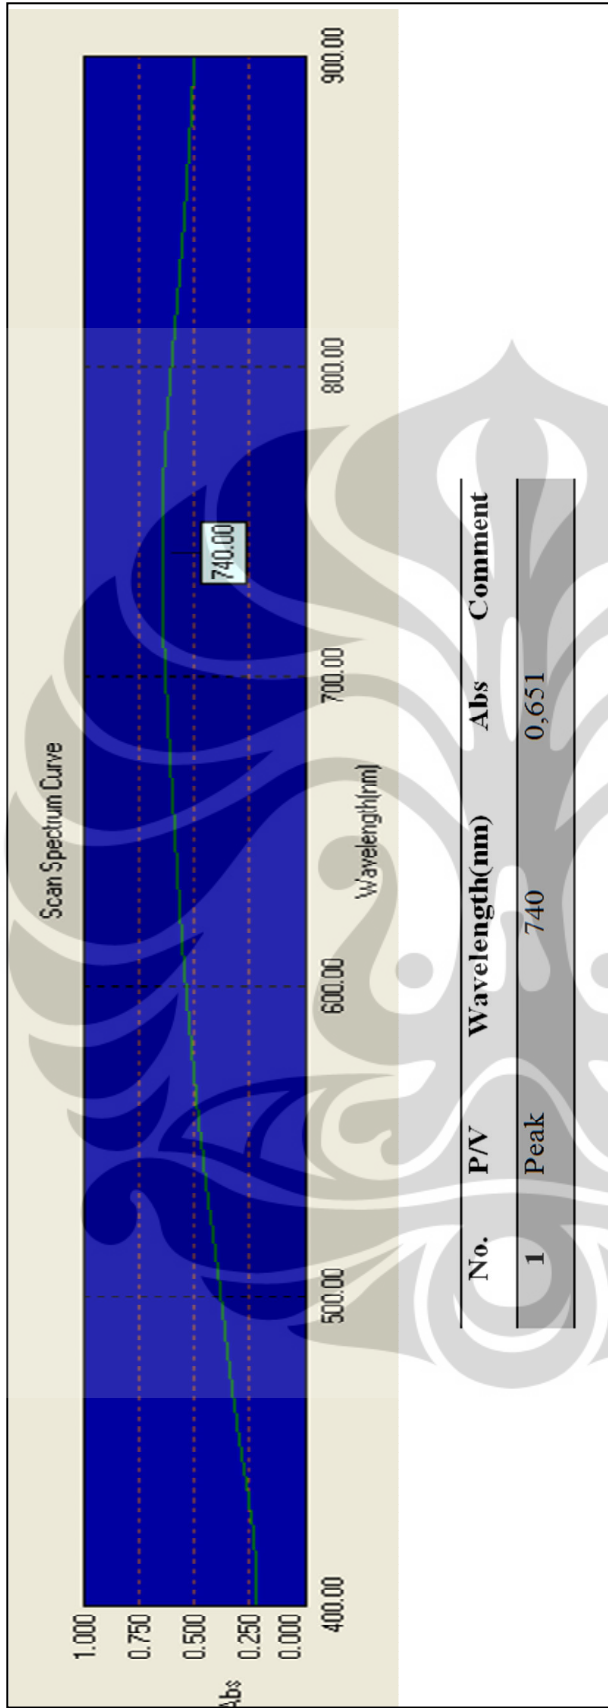 Scan Spectrum Curve
Abs
1.000
0.750
0.500
0.250
0.000
740.00
400.00 500.00 600.00 700.00 800.00 900.00
Wavelength(nm)
No. P/V Wavelength(nm) Abs Comment
1 Peak 740 0,651